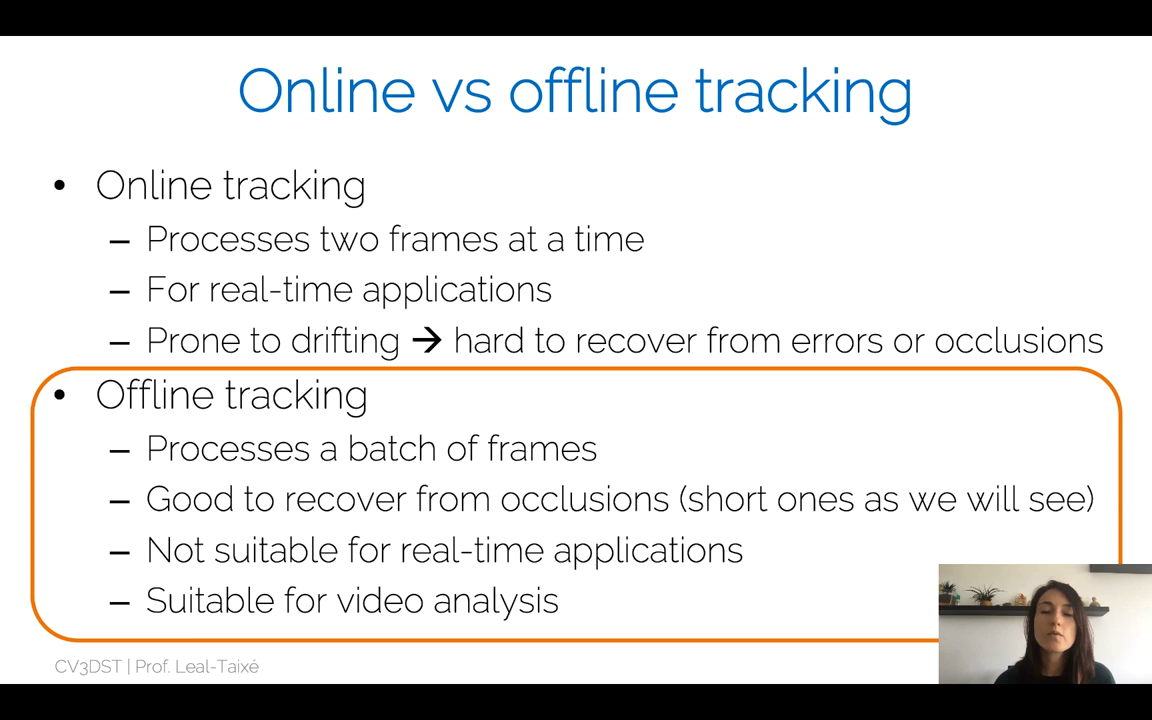 Online vs offline tracking
• Online tracking
– Processes two frames at a time
– For real-time applications
– Prone to drifting → hard to recover from errors or occlusions
• Offline tracking
– Processes a batch of frames
– Good to recover from occlusions (short ones as we will see)
– Not suitable for real-time applications
– Suitable for video analysis
CV3DST | Prof. Leal-Taixé